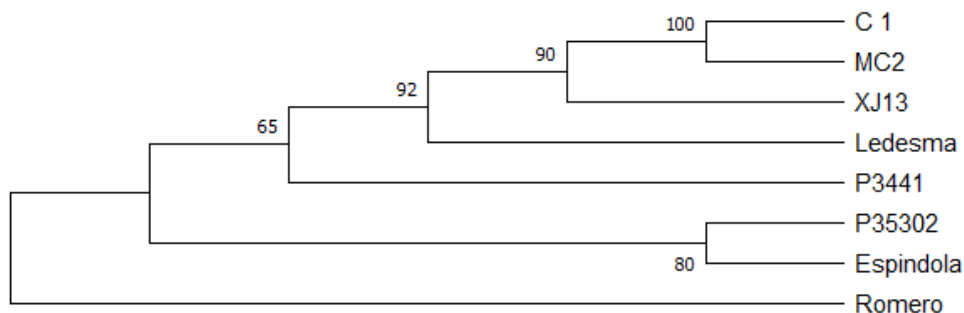 C 1
100
MC2
90
XJ13
92
Ledesma
65
P3441
P35302
Espindola
80
Romero